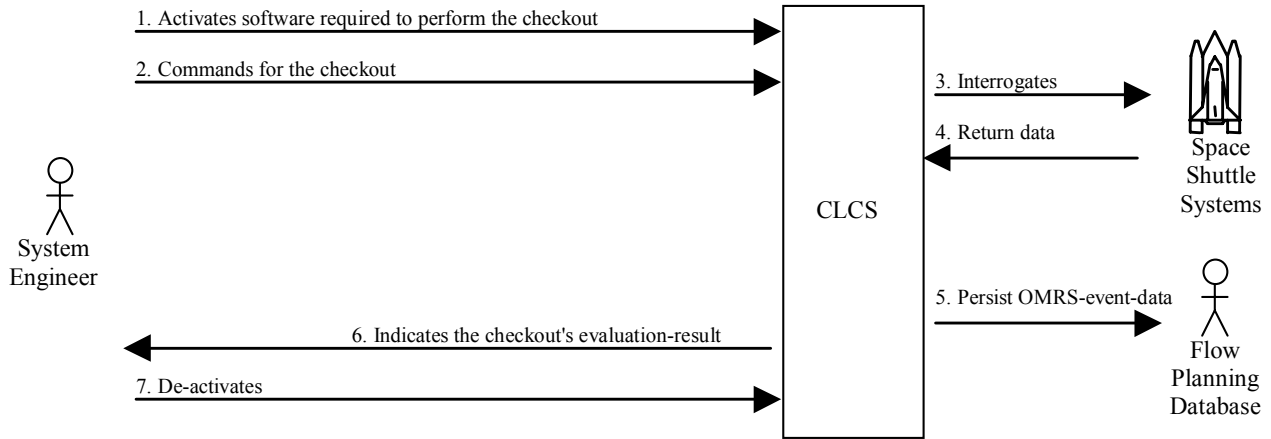 1. Activates software required to perform the checkout
2. Commands for the checkout
3. Interrogates
4. Return data
Space
Shuttle
Systems
CLCS
System
Engineer
5. Persist OMRS-event-data
6. Indicates the checkout's evaluation-result
7. De-activates
Flow
Planning
Database